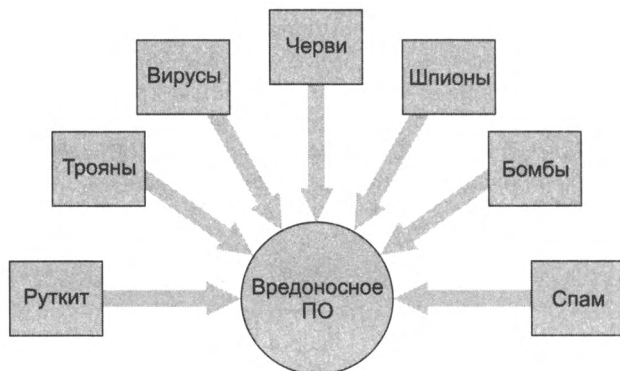 Черви
Вирусы
Шпионы
Трояны
Бомбы
Руткит
Вредоносное
ПО
Спам